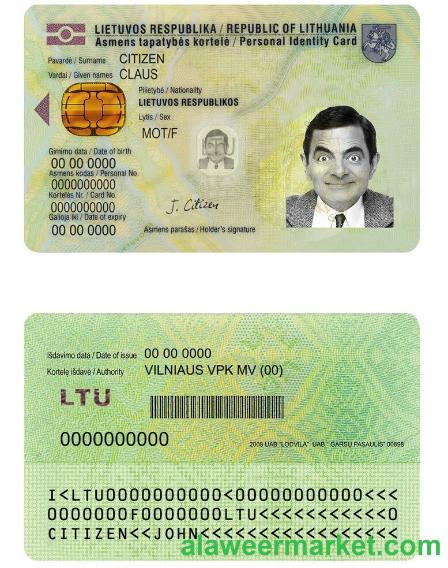 LIETUVOS RESPUBLIKA / REPUBLIC OF LITHUANIA
Asmens tapatybės kortelė / Personal Identity Card
Pavardė / Surname CITIZEN
Vardai / Given names CLAUS
Pilietybė / Nationality
LIETUVOS RESPUBLIKOS
Lytis / Sex
MOT/F
Gimimo data / Date of birth
00 00 0000
Asmens kodas / Personal No.
0000000000
Kortelės Nr. / Card No.
0000000000
Galioja iki / Date of expiry
00 00 0000
J. Citizen
Asmens parašas / Holder's signature
Išdavimo data / Date of issue 00 00 0000
Kortelę išdavė / Authority VILNIAUS VPK MV (00)
LTU
0000000000
2008 UAB "LODVILA" UAB "GARSŲ PASAULIS" 00698
I<LTU0000000000<00000000000<<<
0000000F0000000LTU<<<<<<<<<<<0
CITIZEN<<JOHN<<<<<<<<<<<<<<<<<
alaweermarket.com